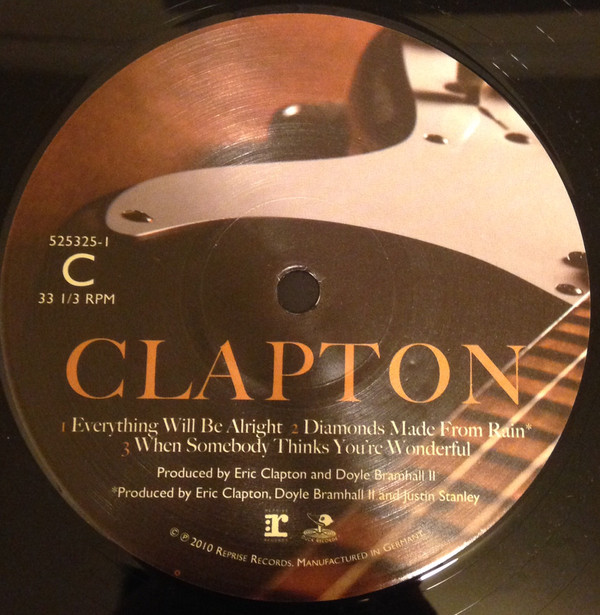 525325-1
C
33 1/3 RPM
CLAPTON
1 Everything Will Be Alright 2 Diamonds Made From Rain*
3 When Somebody Thinks You're Wonderful
Produced by Eric Clapton and Doyle Bramhall II
*Produced by Eric Clapton, Doyle Bramhall II and Justin Stanley
REPRISE
r
RECORDS
© ℗ 2010 Reprise Records. Manufactured in Germany.